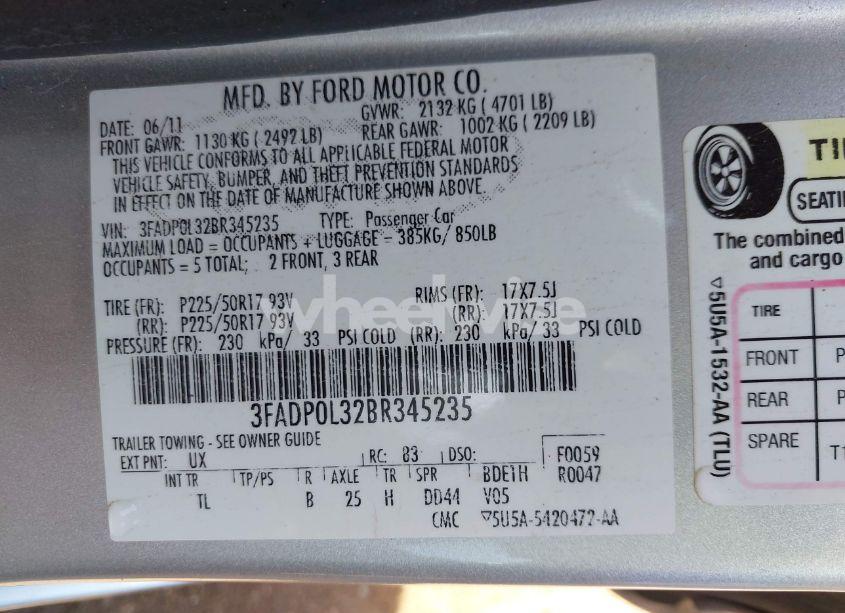 MFD. BY FORD MOTOR CO.
DATE: 06/11 GVWR: 2132 KG ( 4701 LB)
FRONT GAWR: 1130 KG ( 2492 LB) REAR GAWR: 1002 KG ( 2209 LB)
THIS VEHICLE CONFORMS TO ALL APPLICABLE FEDERAL MOTOR
VEHICLE SAFETY, BUMPER, AND THEFT PREVENTION STANDARDS
IN EFFECT ON THE DATE OF MANUFACTURE SHOWN ABOVE.
VIN: 3FADP0L32BR345235 TYPE: Passenger Car
MAXIMUM LOAD = OCCUPANTS + LUGGAGE = 385KG/ 850LB
OCCUPANTS = 5 TOTAL; 2 FRONT, 3 REAR
TIRE (FR): P225/50R17 93V RIMS (FR): 17X7.5J
(RR): P225/50R17 93V (RR): 17X7.5J
PRESSURE (FR): 230 kPa/ 33 PSI COLD (RR): 230 kPa/ 33 PSI COLD
wheelwise
3FADP0L32BR345235
TRAILER TOWING - SEE OWNER GUIDE
EXT PNT: UX RC: 83 DSO: F0059
INT TR TP/PS R AXLE TR SPR BDE1H R0047
TL B 25 H DD44 V05
CMC ▽5U5A-5420472-AA
SEATI
The combined
and cargo
TIRE
FRONT P
REAR P
SPARE T1
▽5U5A-1532-AA (TLU)